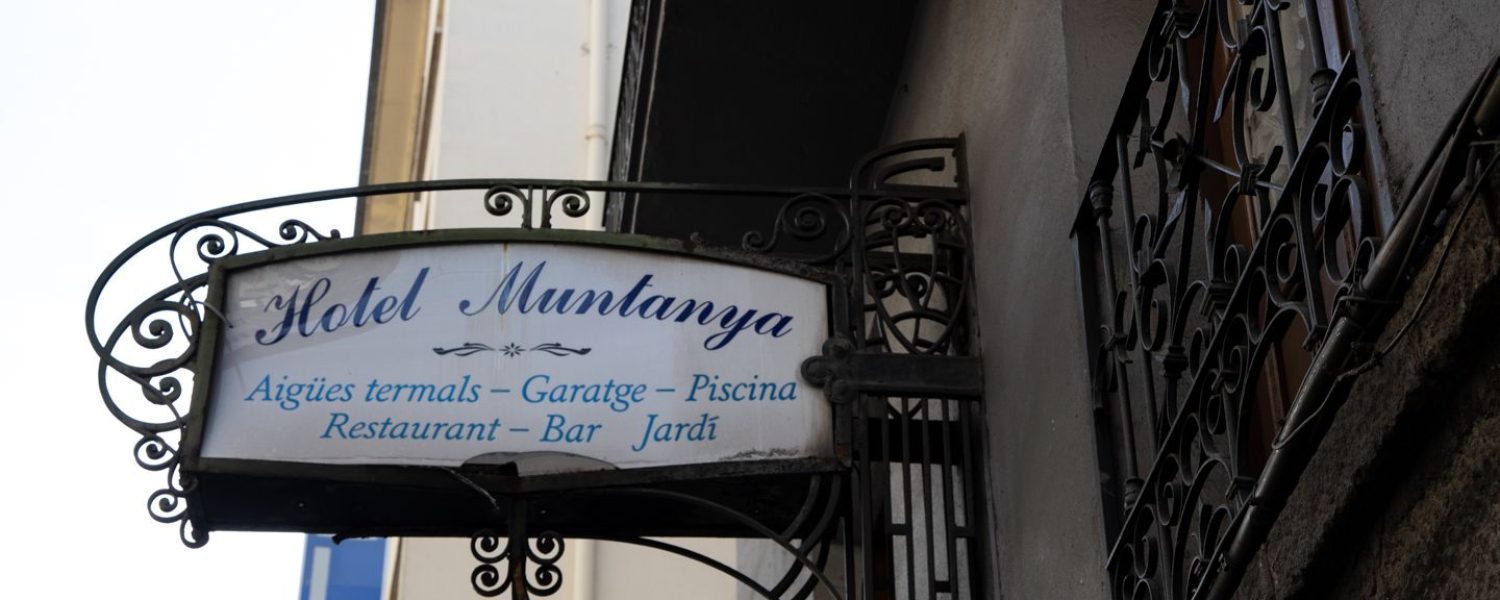 Hotel Muntanya
Aigües termals – Garatge – Piscina
Restaurant – Bar Jardí